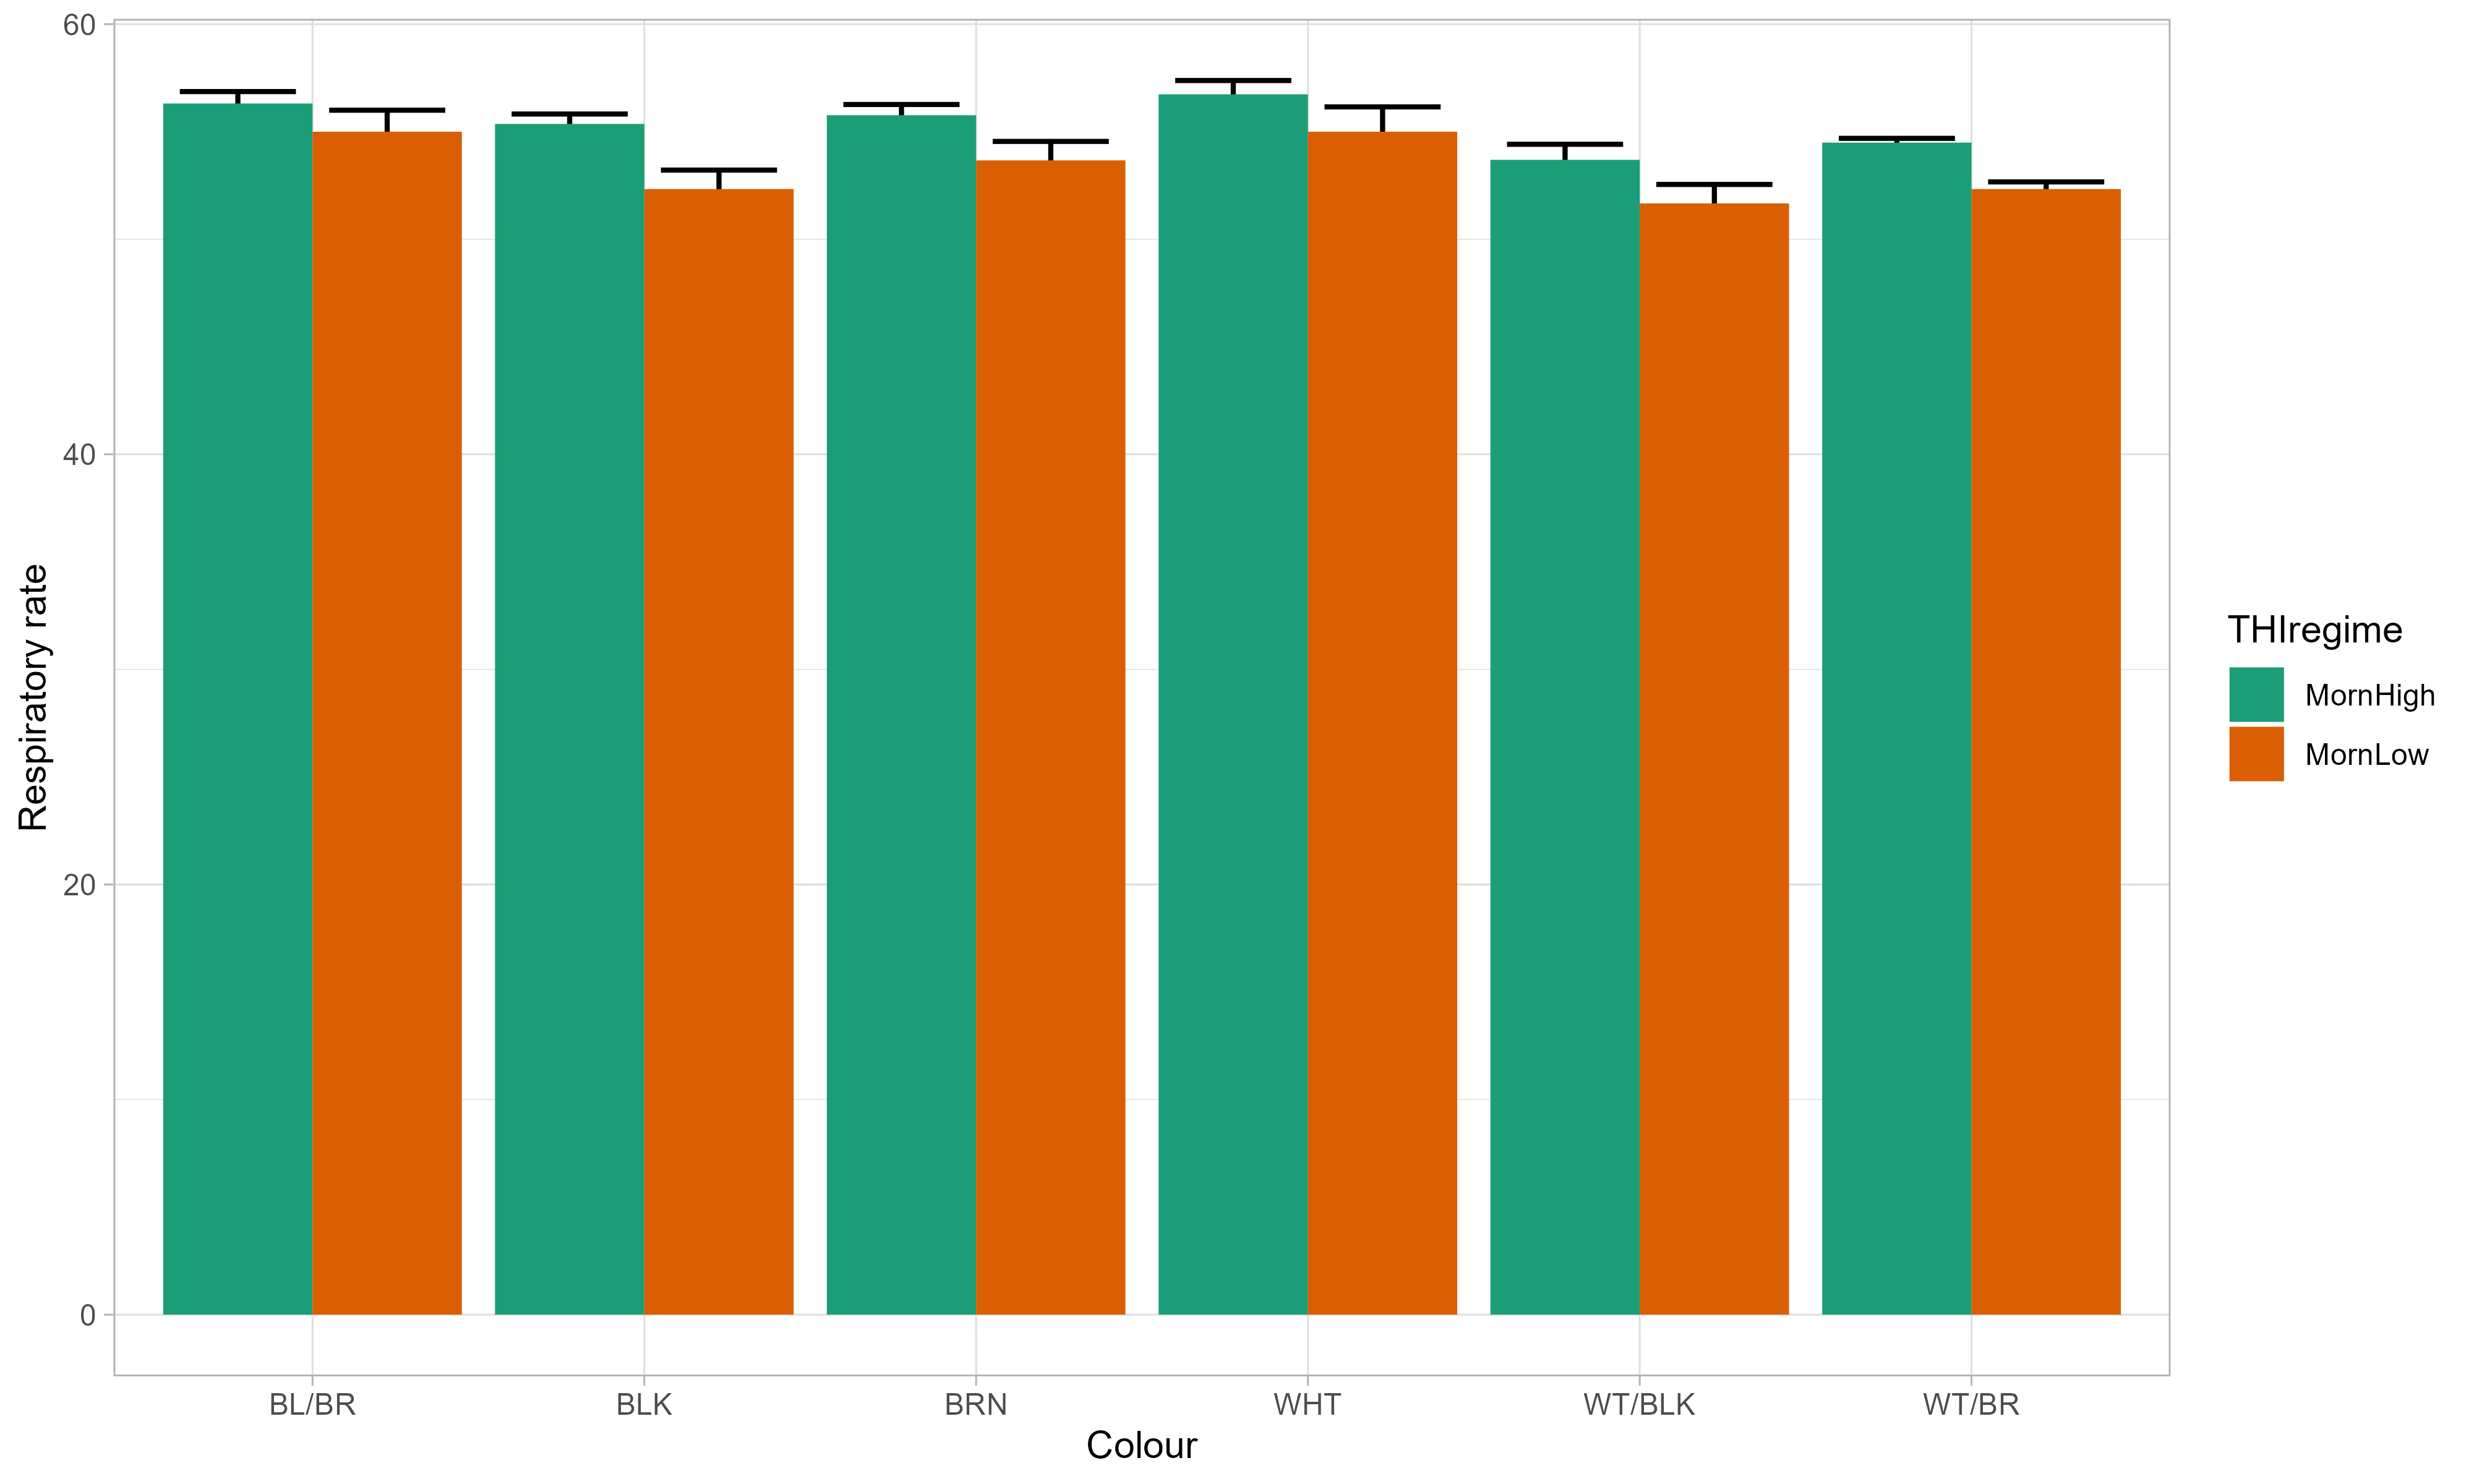 60
40
20
0
Respiratory rate
BL/BR
BLK
BRN
WHT
WT/BLK
WT/BR
Colour
THIregime
MornHigh
MornLow